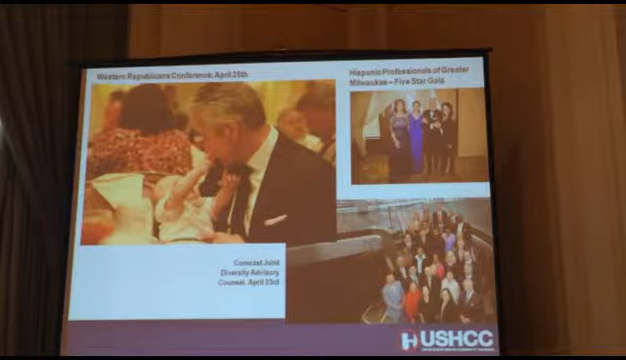 Western Republicans Conference, April 25th
Hispanic Professionals of Greater
Milwaukee – Five Star Gala
Comcast Joint
Diversity Advisory
Counsel, April 23rd
USHCC